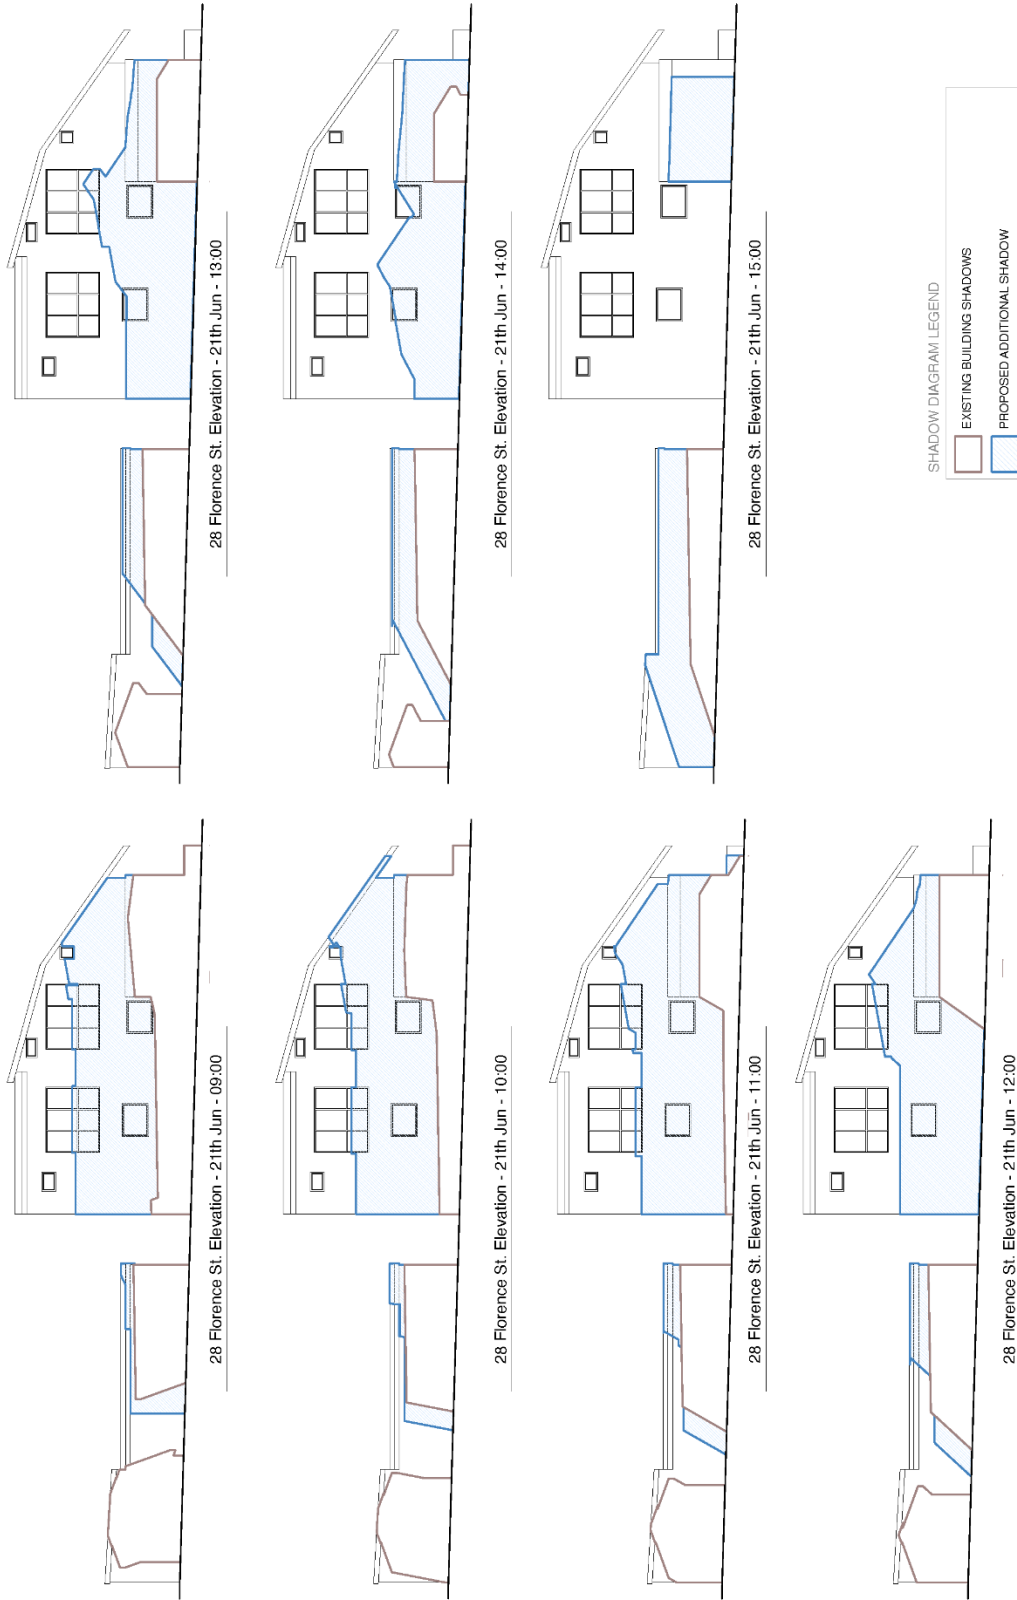 28 Florence St. Elevation - 21th Jun - 09:00
28 Florence St. Elevation - 21th Jun - 10:00
28 Florence St. Elevation - 21th Jun - 11:00
28 Florence St. Elevation - 21th Jun - 12:00
28 Florence St. Elevation - 21th Jun - 13:00
28 Florence St. Elevation - 21th Jun - 14:00
28 Florence St. Elevation - 21th Jun - 15:00
SHADOW DIAGRAM LEGEND
EXISTING BUILDING SHADOWS
PROPOSED ADDITIONAL SHADOW